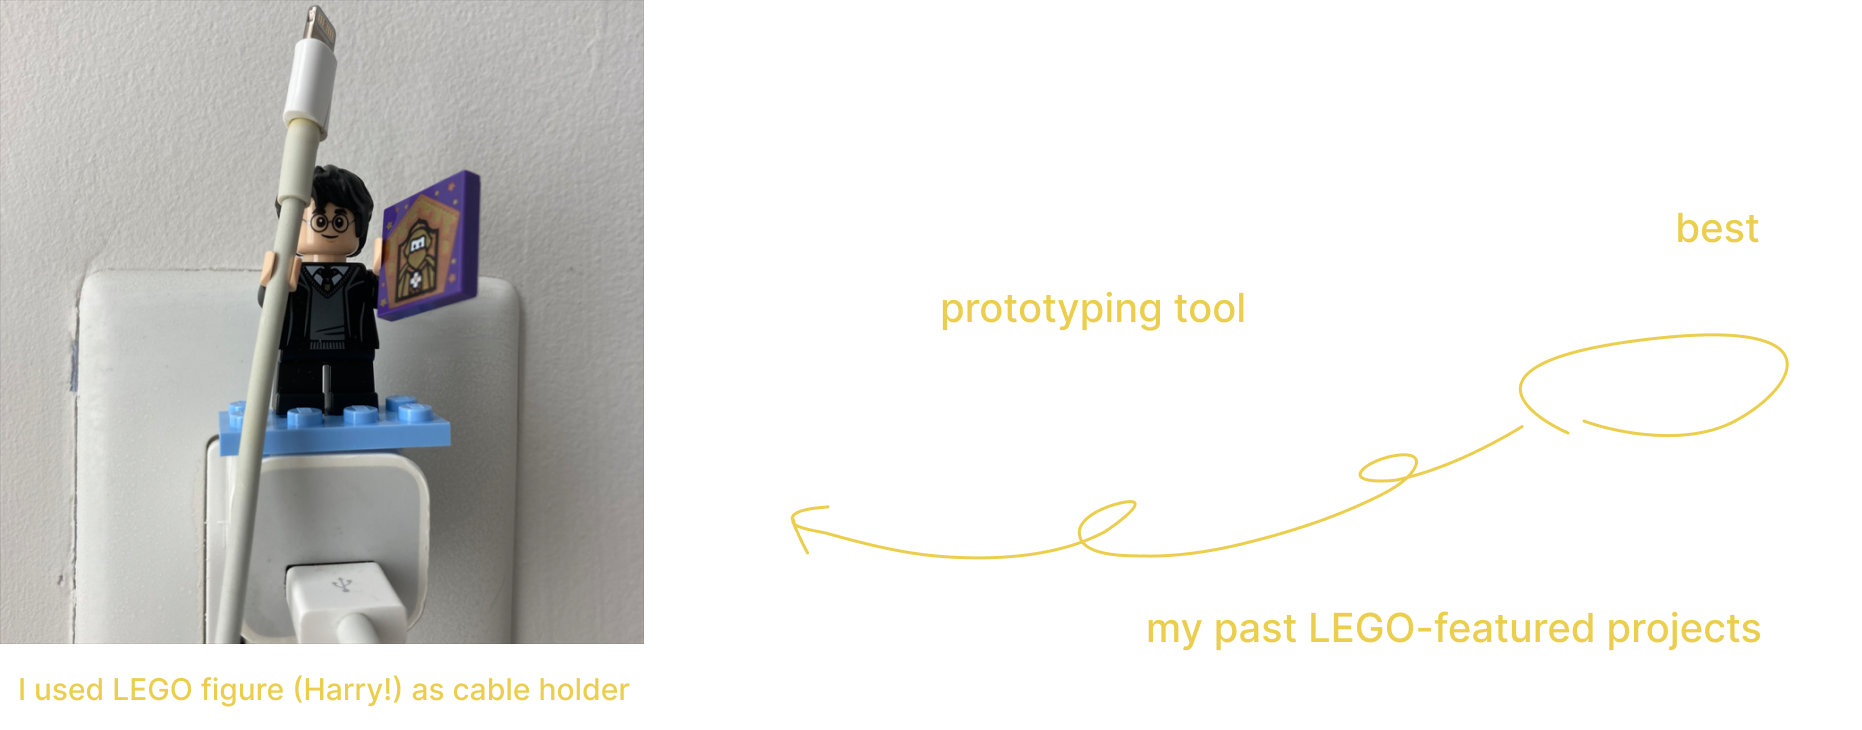 best
prototyping tool
my past LEGO-featured projects
I used LEGO figure (Harry!) as cable holder